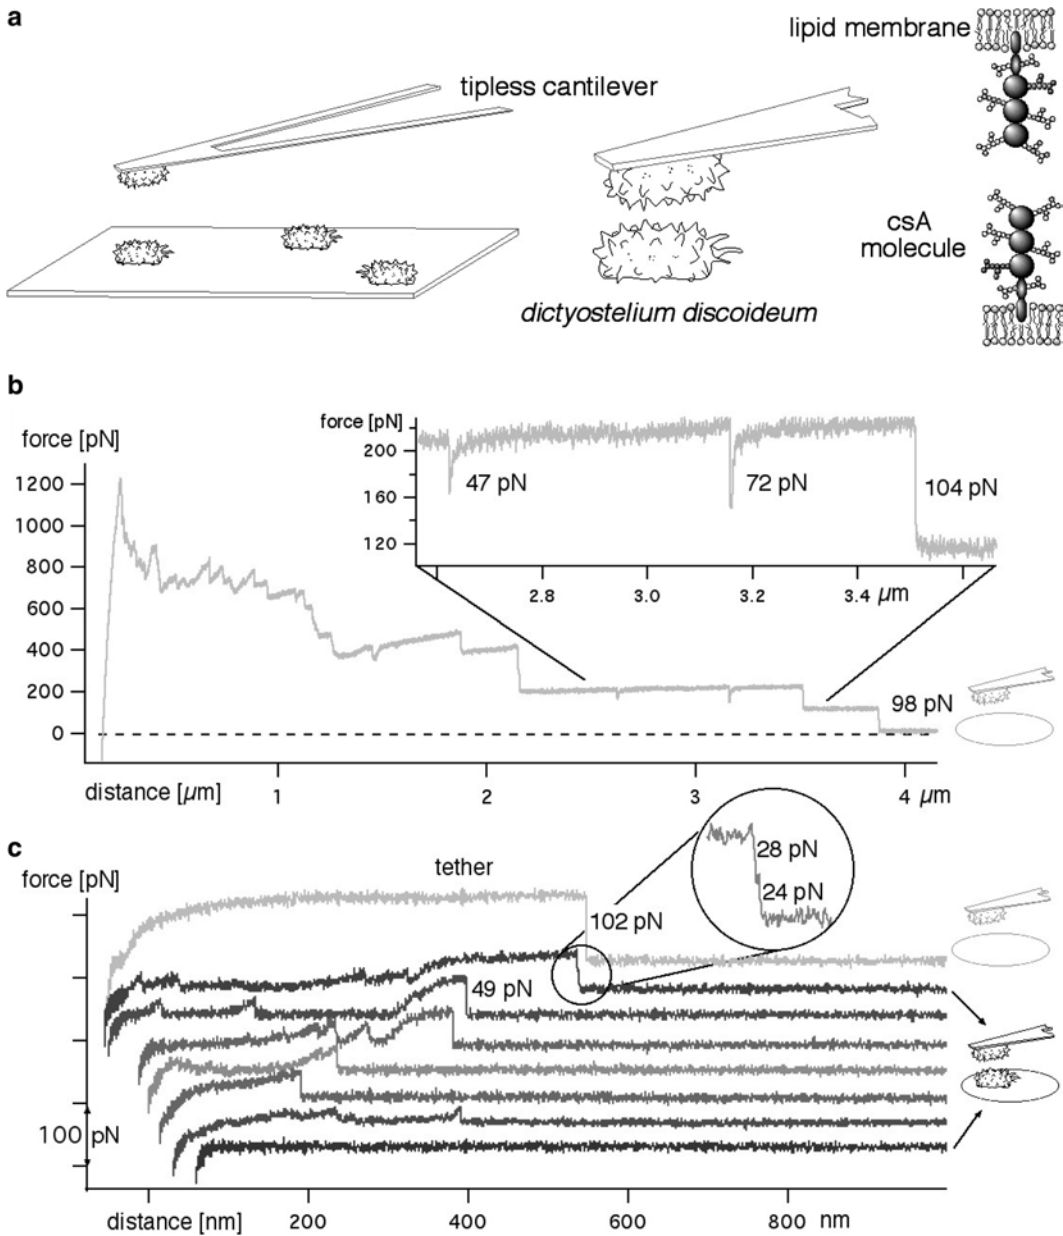 a
lipid membrane
tipless cantilever
csA
molecule
dictyostelium discoideum
b
force [pN]
force [pN]
200
160
120
47 pN
72 pN
104 pN
2.8
3.0
3.2
3.4
µm
1200
1000
800
600
400
200
0
98 pN
distance [µm]
1
2
3
4
µm
c
force [pN]
tether
28 pN
24 pN
102 pN
49 pN
100 pN
distance [nm]
200
400
600
800
nm